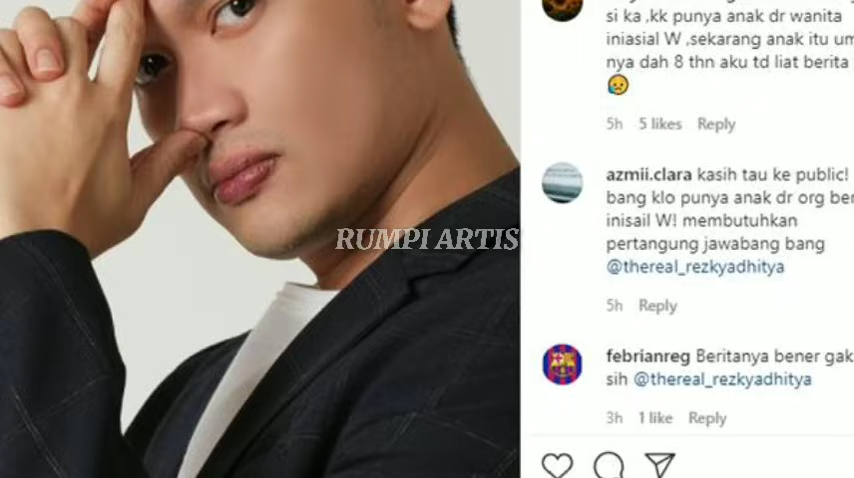 si ka ,kk punya anak dr wanita
iniasial W ,sekarang anak itu um
nya dah 8 thn aku td liat berita
5h 5 likes Reply
azmii.clara kasih tau ke public!
bang klo punya anak dr org ber
inisail W! membutuhkan
pertangung jawabang bang
@thereal_rezkyadhitya
5h Reply
RUMPI ARTIS
febrianreg Beritanya bener gak
sih @thereal_rezkyadhitya
3h 1 like Reply